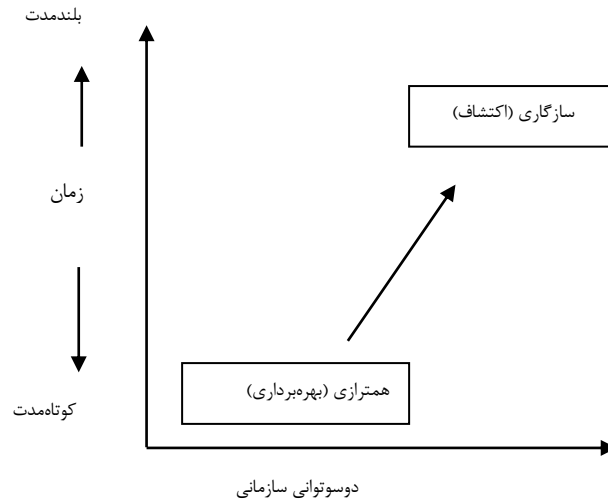 بلندمدت
سازگاری (اکتشاف)
زمان
همترازی (بهره‌برداری)
کوتاه‌مدت
دوسوتوانی سازمانی